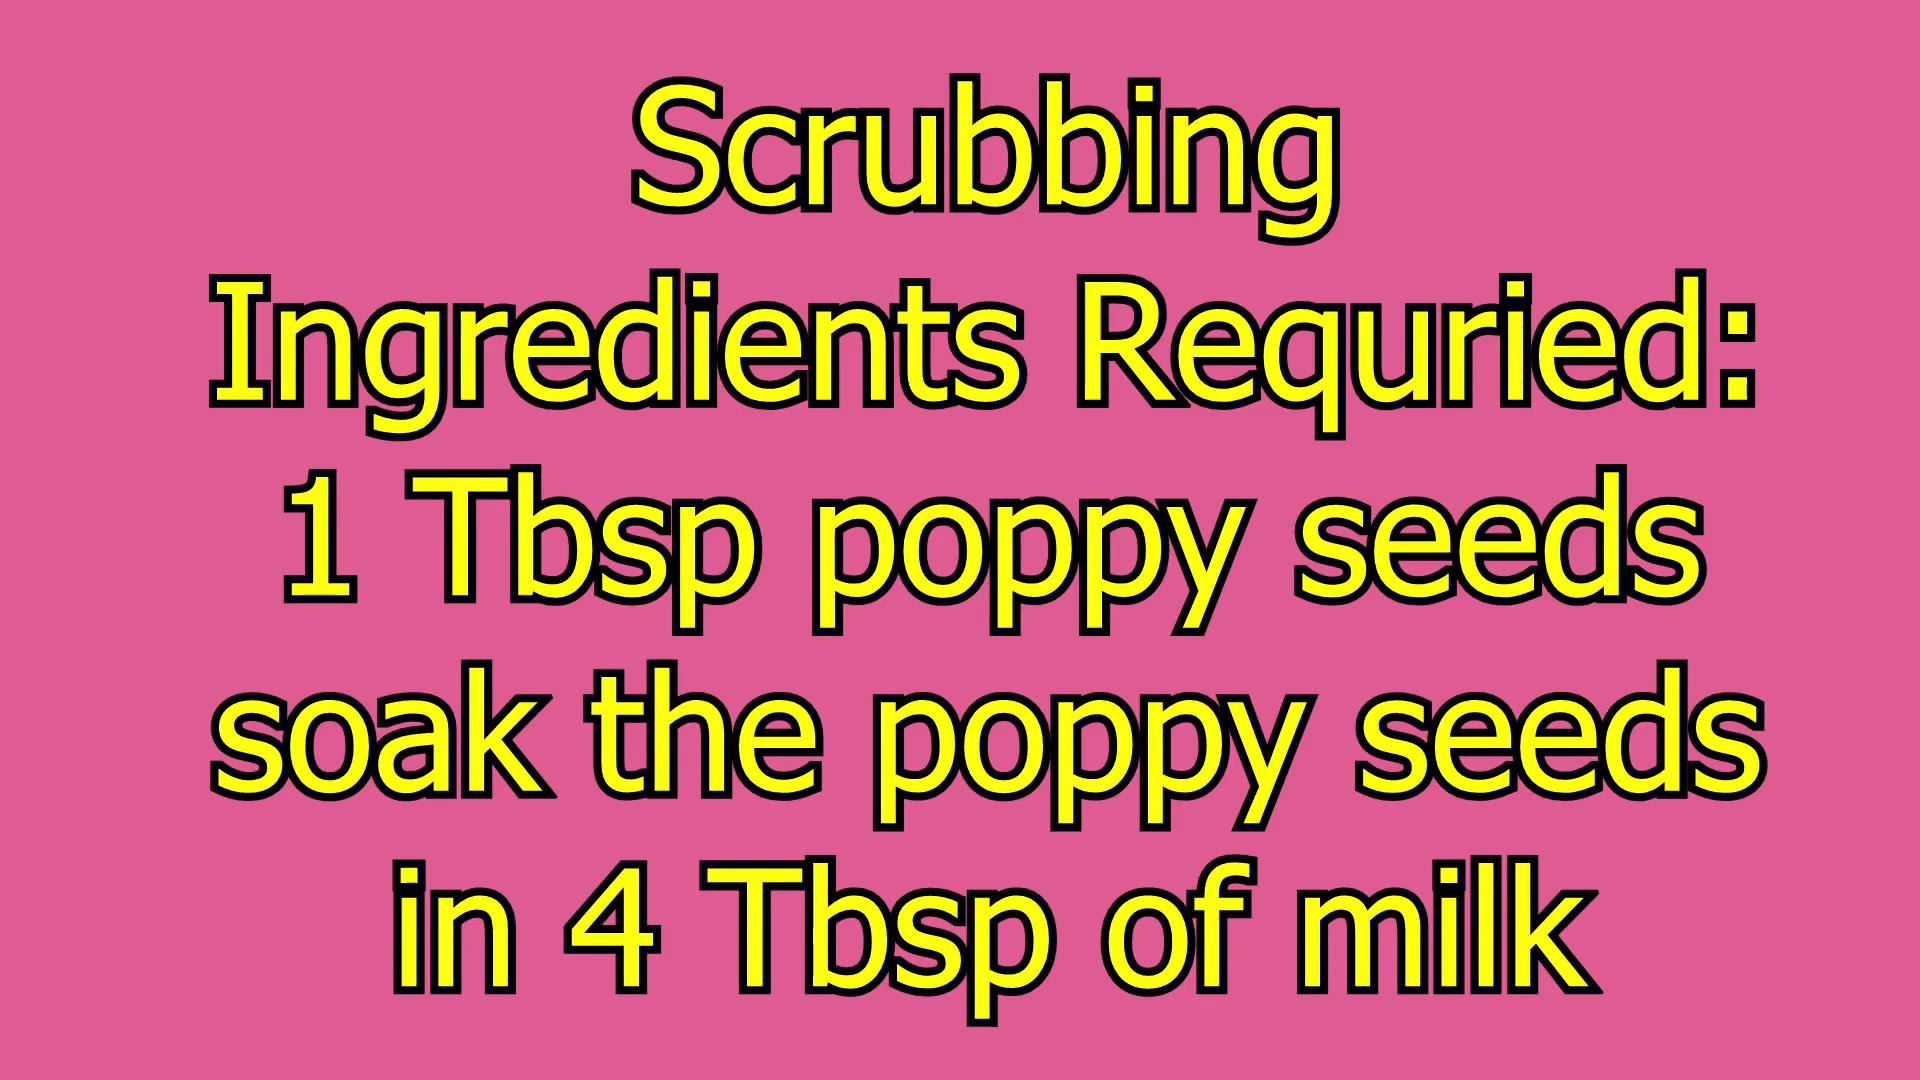 Scrubbing
Ingredients Requried:
1 Tbsp poppy seeds
soak the poppy seeds
in 4 Tbsp of milk